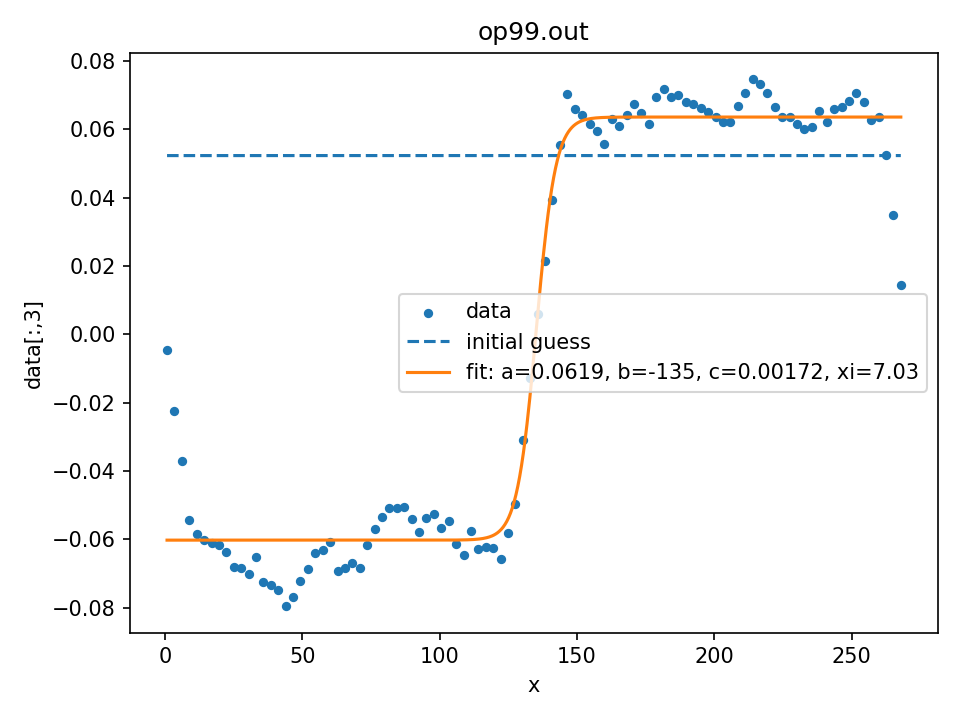 op99.out
0.08
0.06
0.04
0.02
0.00
−0.02
−0.04
−0.06
−0.08
data[:,3]
data
initial guess
fit: a=0.0619, b=-135, c=0.00172, xi=7.03
0 50 100 150 200 250
x